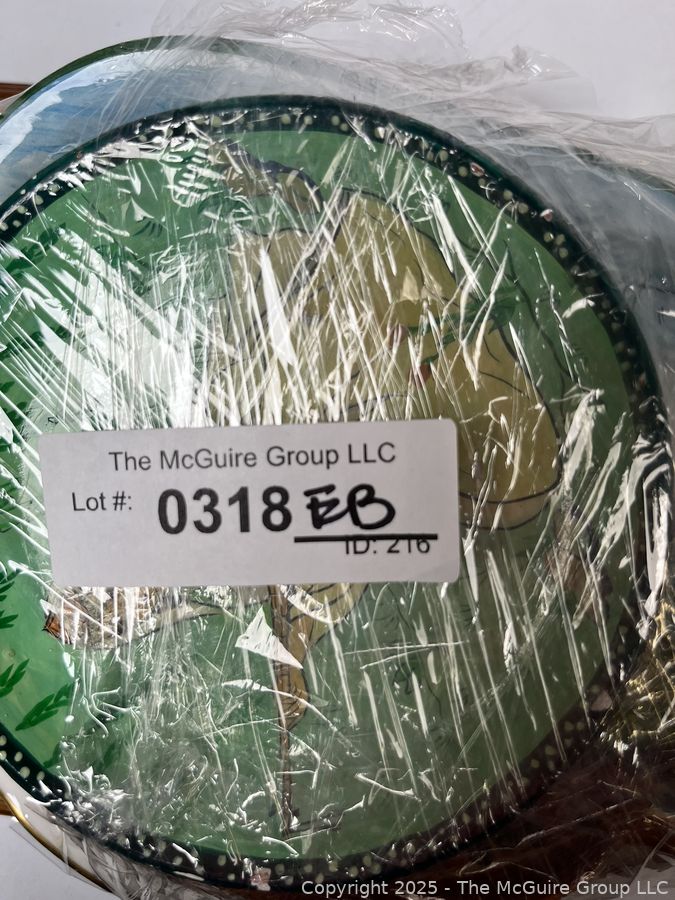 The McGuire Group LLC
Lot #: 0318 EB
ID: 216
Copyright 2025 - The McGuire Group LLC